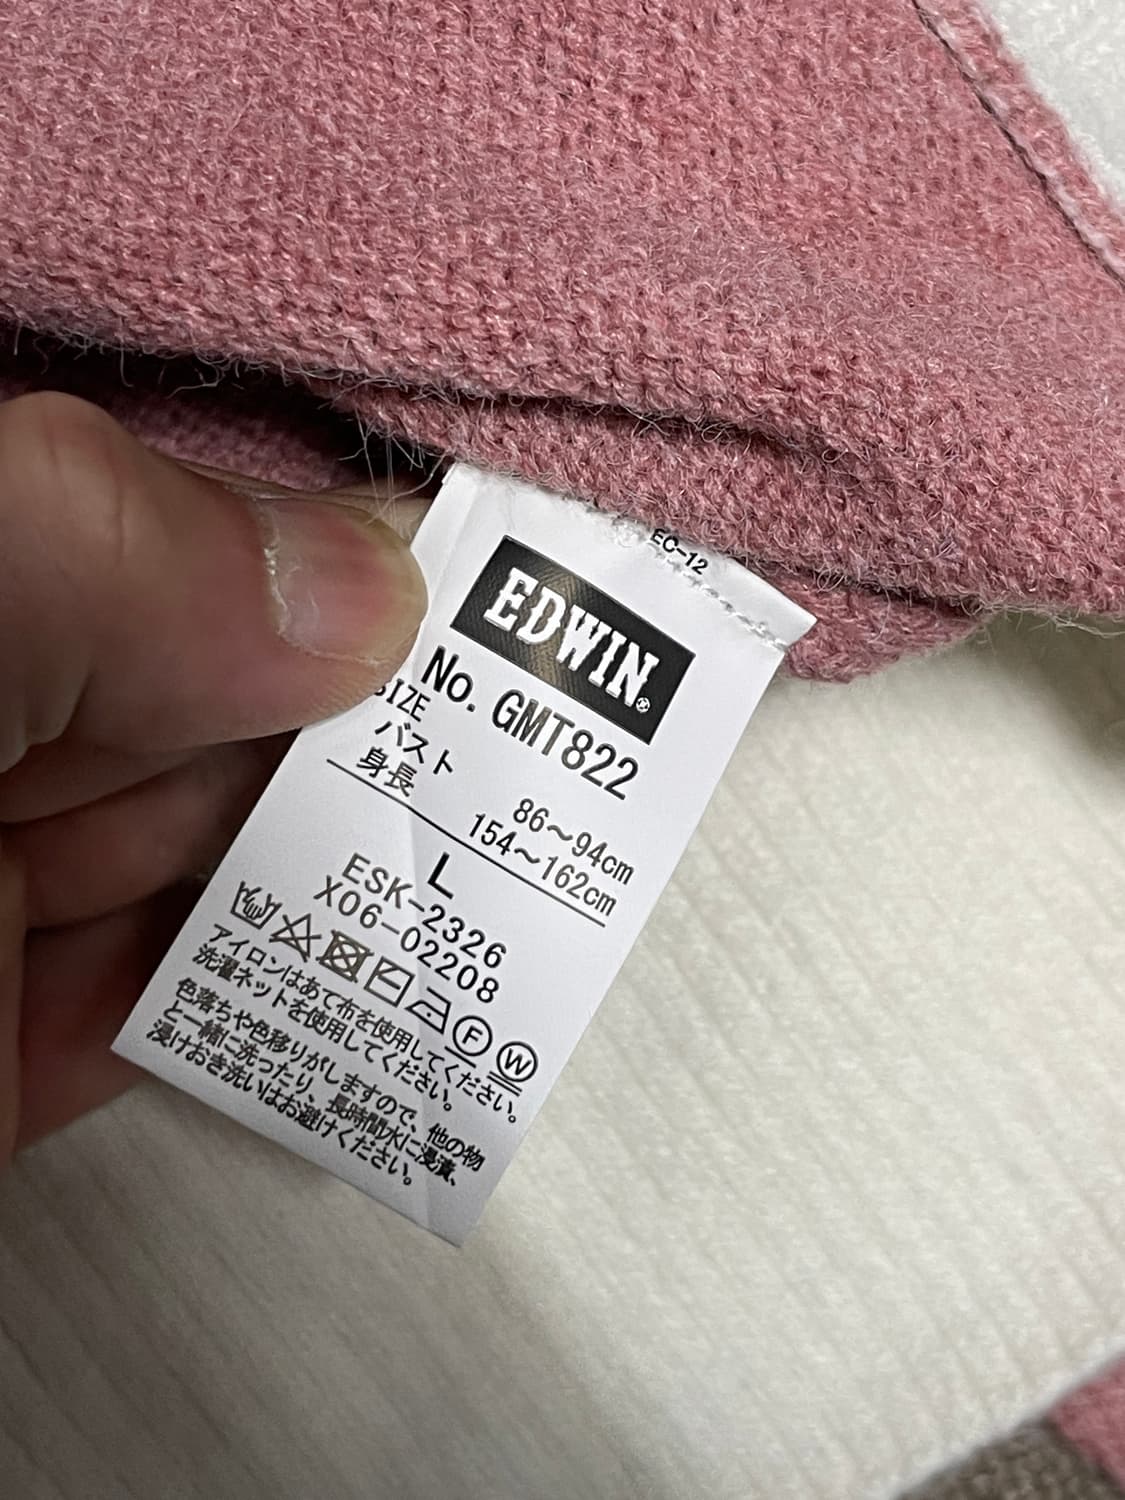 EC-12
EDWIN®
No. GMT822
SIZE
バスト 86～94cm
身長 154～162cm
L
ESK-2326
X06-02208
F W
アイロンはあて布を使用してください。
洗濯ネットを使用してください。
色落ちや色移りがしますので、他の物
と一緒に洗ったり、長時間水に浸漬、
浸けおき洗いはお避けください。